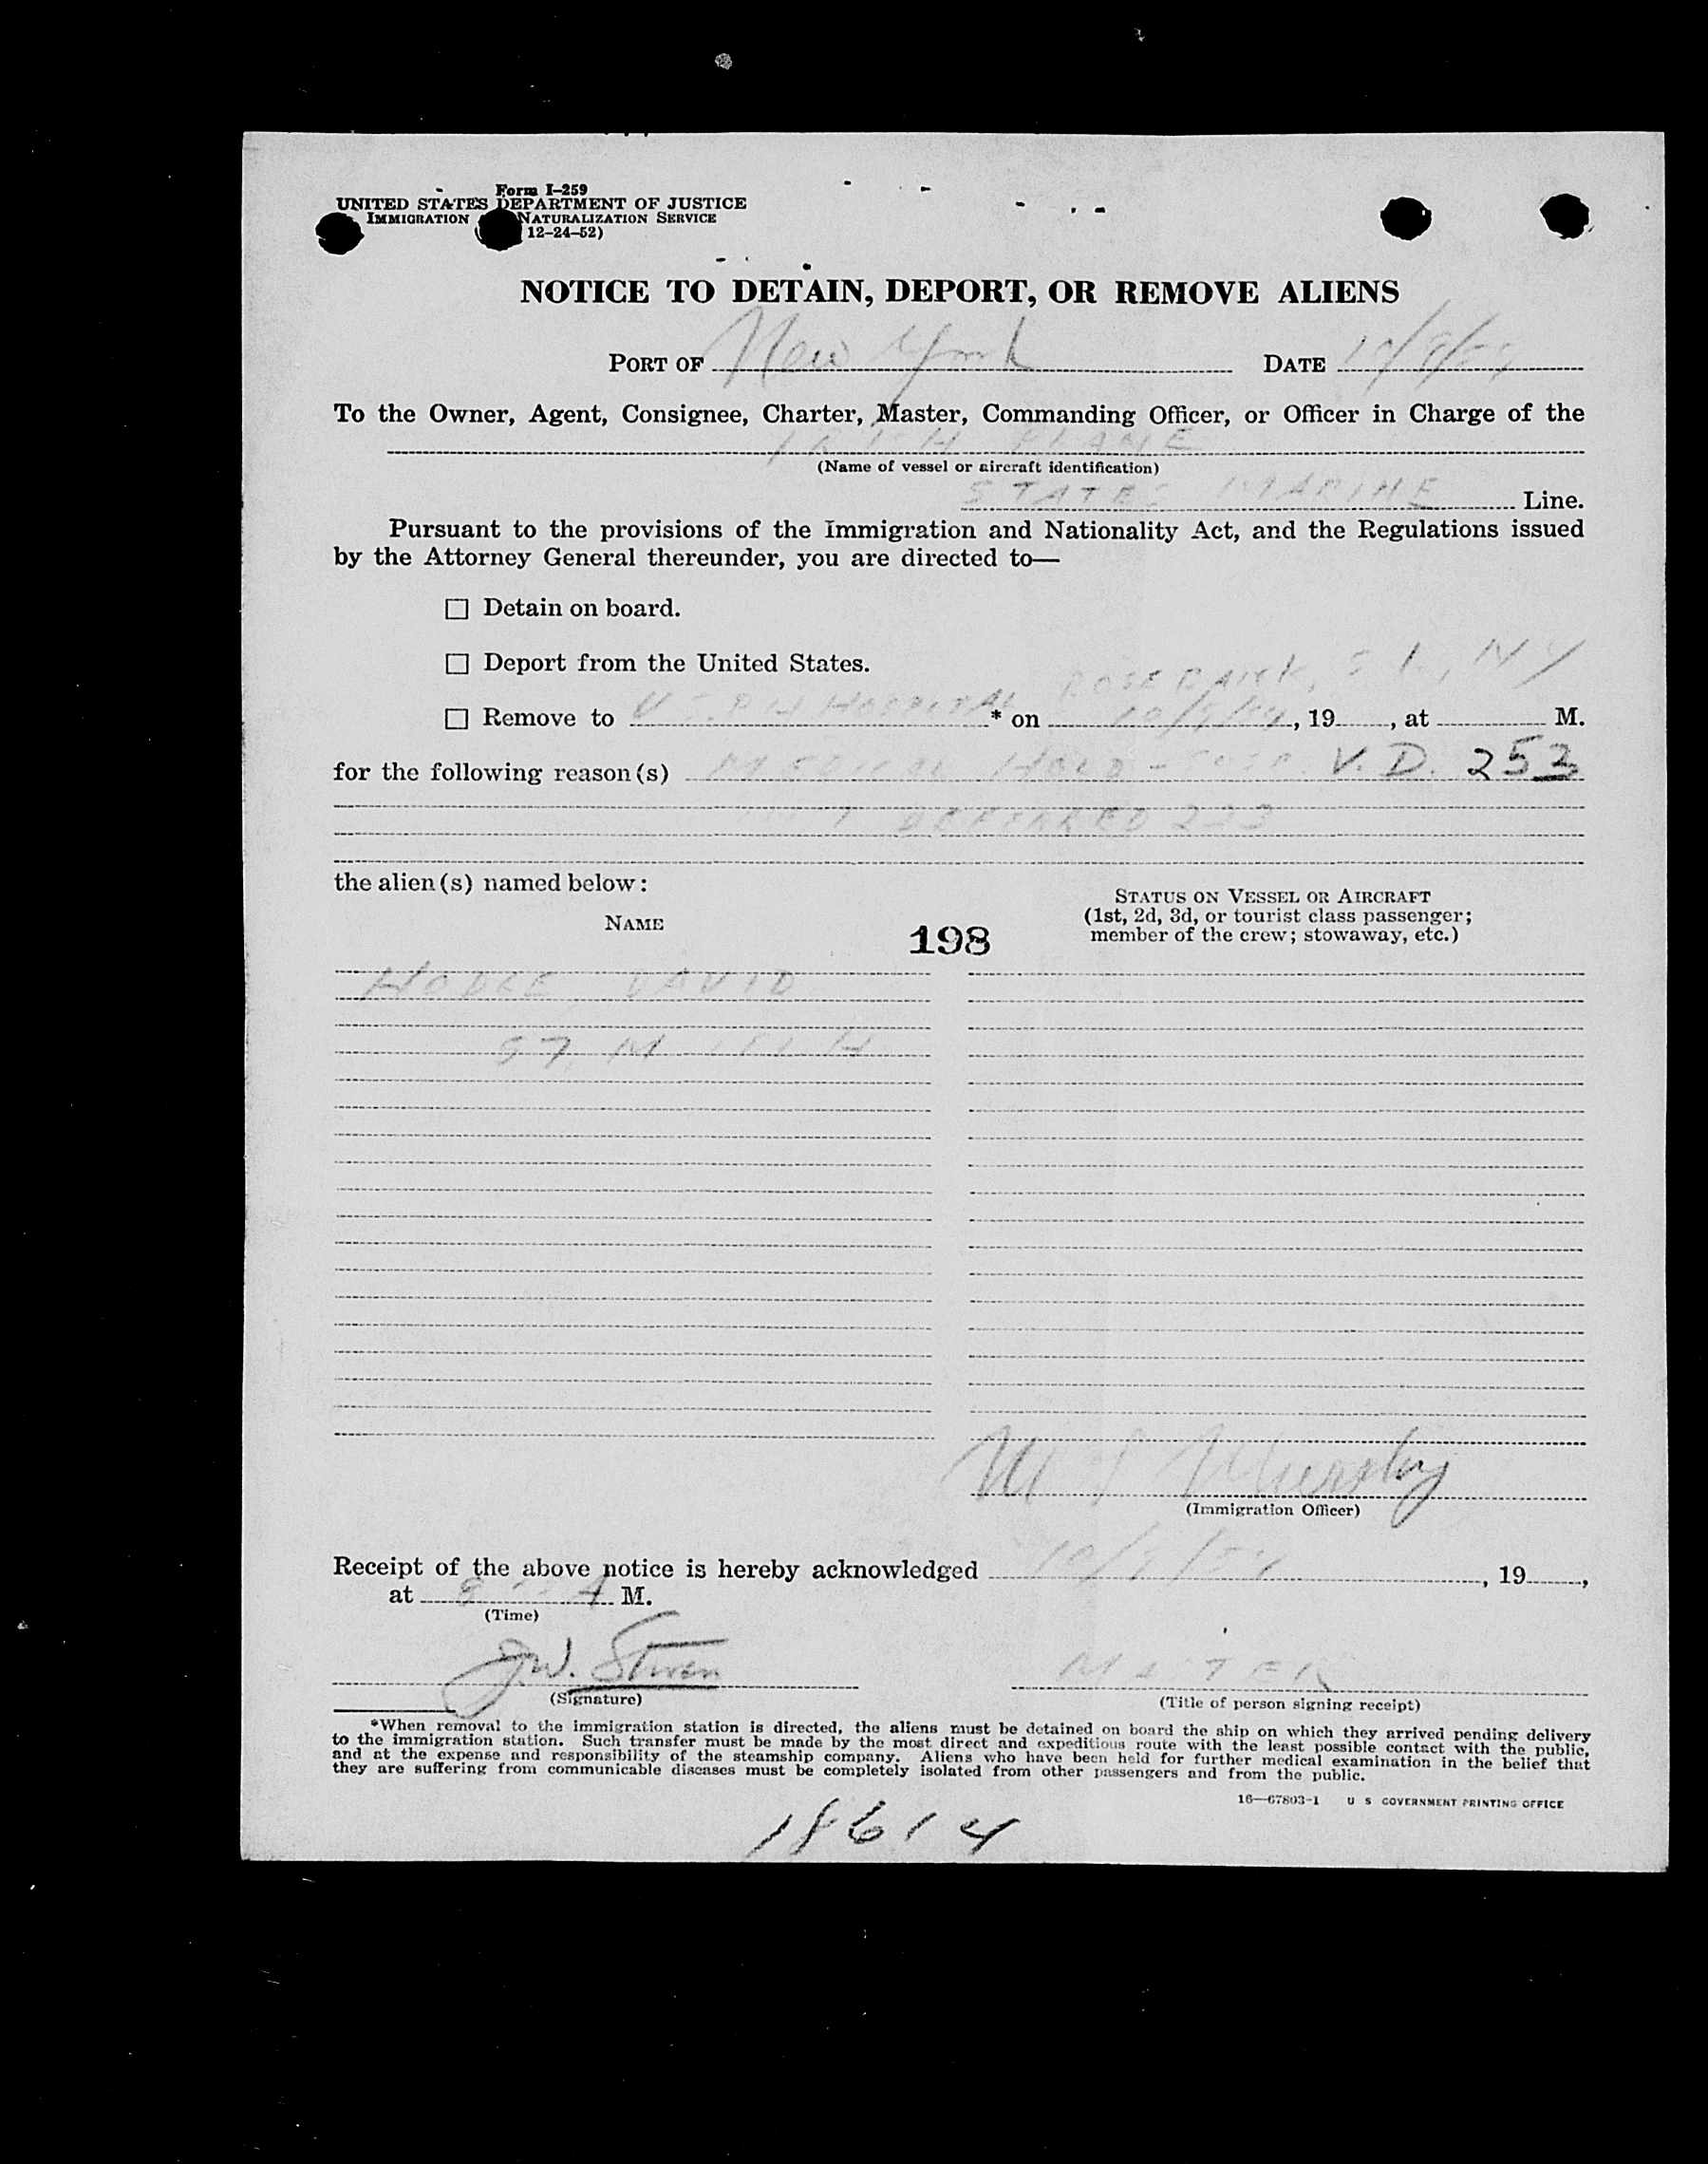 Form I-259
UNITED STATES DEPARTMENT OF JUSTICE
IMMIGRATION NATURALIZATION SERVICE
12-24-52)
NOTICE TO DETAIN, DEPORT, OR REMOVE ALIENS
PORT OF New York DATE
To the Owner, Agent, Consignee, Charter, Master, Commanding Officer, or Officer in Charge of the
(Name of vessel or aircraft identification)
STATES MARINE Line.
Pursuant to the provisions of the Immigration and Nationality Act, and the Regulations issued
by the Attorney General thereunder, you are directed to—
Detain on board.
Deport from the United States.
ROSEBANK, S I, NY
Remove to HOSPITAL * on , 19 , at M.
for the following reason(s) HOLD - V. D. 253
DEFERRED
the alien(s) named below:
STATUS ON VESSEL OR AIRCRAFT
(1st, 2d, 3d, or tourist class passenger;
member of the crew; stowaway, etc.)
NAME
198
DAVID
57 M
(Immigration Officer)
Receipt of the above notice is hereby acknowledged , 19 ,
at A M.
(Time)
J.W.
(Signature)
MASTER
(Title of person signing receipt)
*When removal to the immigration station is directed, the aliens must be detained on board the ship on which they arrived pending delivery
to the immigration station. Such transfer must be made by the most direct and expeditious route with the least possible contact with the public,
and at the expense and responsibility of the steamship company. Aliens who have been held for further medical examination in the belief that
they are suffering from communicable diseases must be completely isolated from other passengers and from the public.
16—67803-1 U S GOVERNMENT PRINTING OFFICE
18614